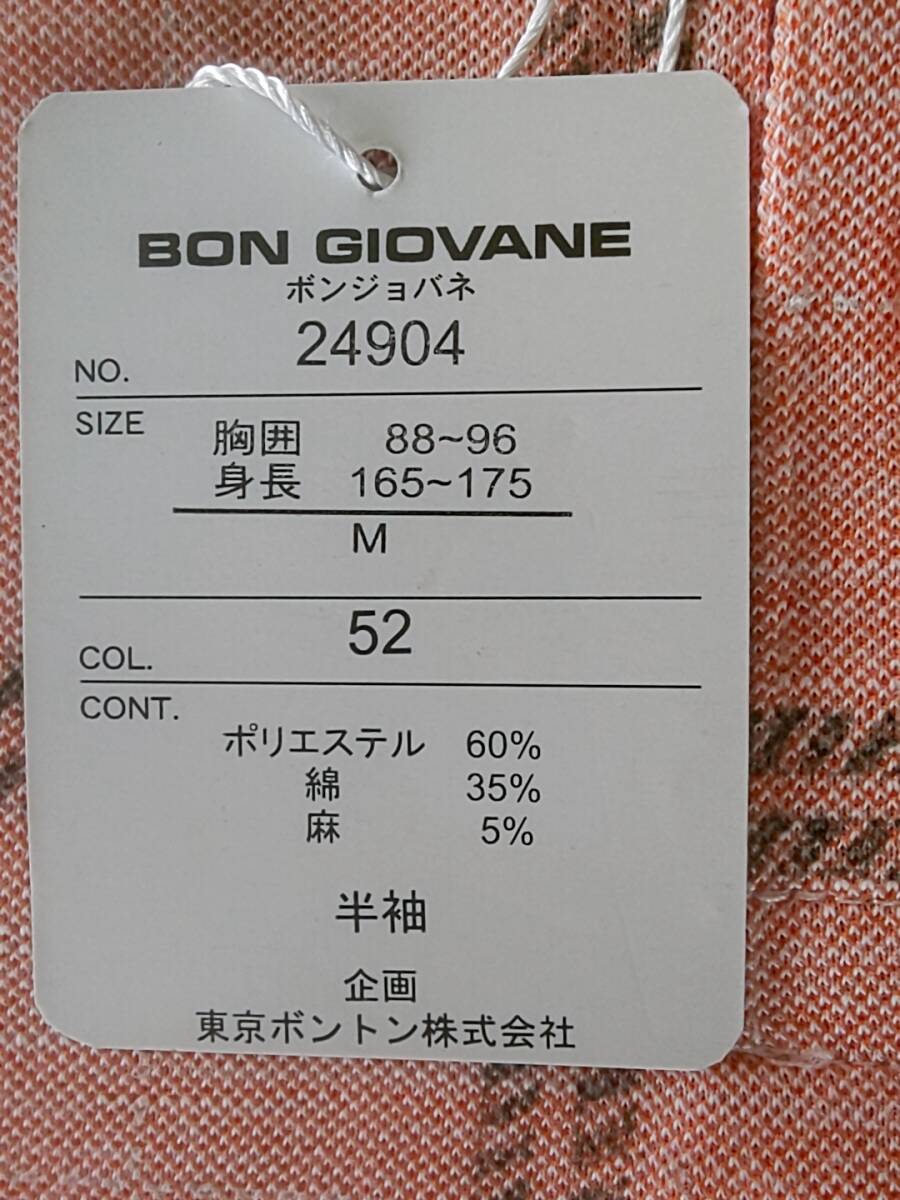 BON GIOVANE
ボンジョバネ
NO. 24904
SIZE
胸囲 88~96
身長 165~175
M
COL. 52
CONT.
ポリエステル 60%
綿 35%
麻 5%
半袖
企画
東京ボントン株式会社